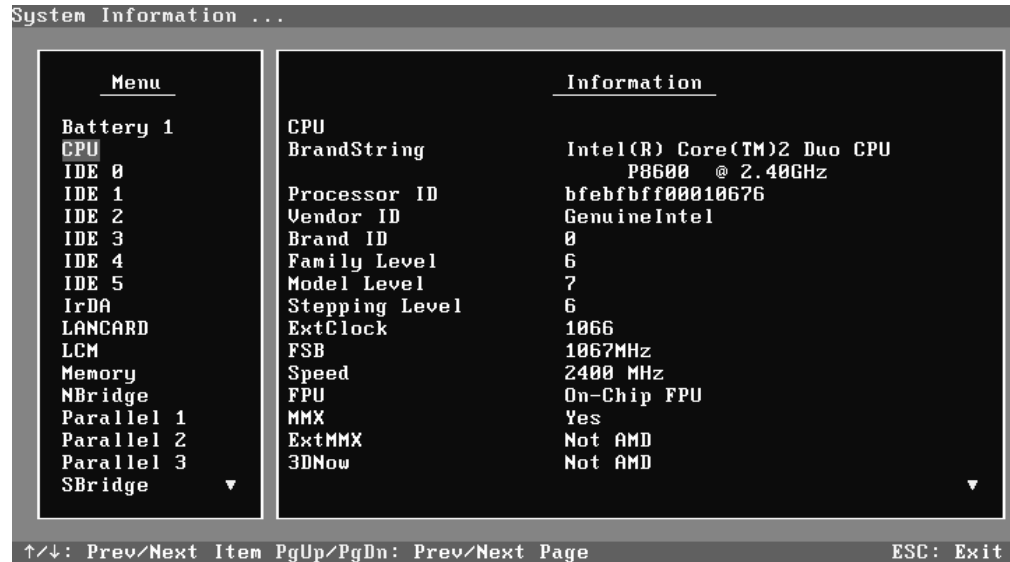 System Information ...
Menu
Battery 1
CPU
IDE 0
IDE 1
IDE 2
IDE 3
IDE 4
IDE 5
IrDA
LANCARD
LCM
Memory
NBridge
Parallel 1
Parallel 2
Parallel 3
SBridge ▼
Information
CPU
BrandString Intel(R) Core(TM)2 Duo CPU
P8600 @ 2.40GHz
Processor ID bfebfbff00010676
Vendor ID GenuineIntel
Brand ID 0
Family Level 6
Model Level 7
Stepping Level 6
ExtClock 1066
FSB 1067MHz
Speed 2400 MHz
FPU On-Chip FPU
MMX Yes
ExtMMX Not AMD
3DNow Not AMD
▼
↑/↓: Prev/Next Item PgUp/PgDn: Prev/Next Page ESC: Exit